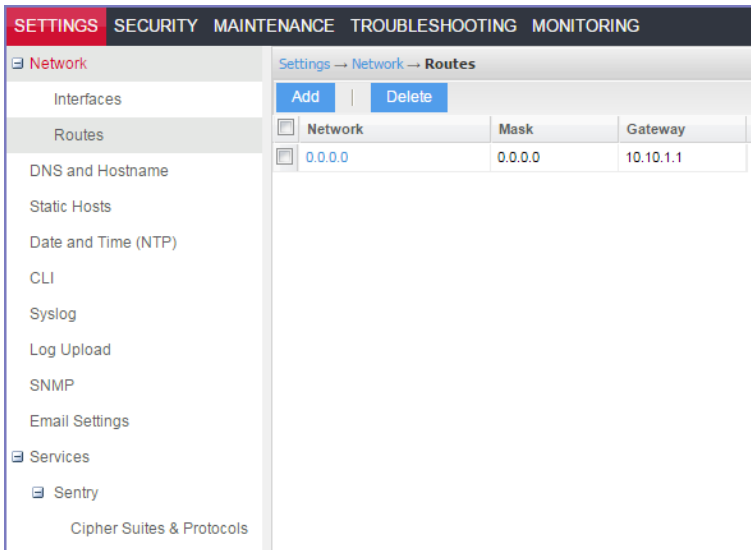 SETTINGS SECURITY MAINTENANCE TROUBLESHOOTING MONITORING
Network
Interfaces
Routes
DNS and Hostname
Static Hosts
Date and Time (NTP)
CLI
Syslog
Log Upload
SNMP
Email Settings
Services
Sentry
Cipher Suites & Protocols
Settings → Network → Routes
Add | Delete
Network Mask Gateway
0.0.0.0 0.0.0.0 10.10.1.1